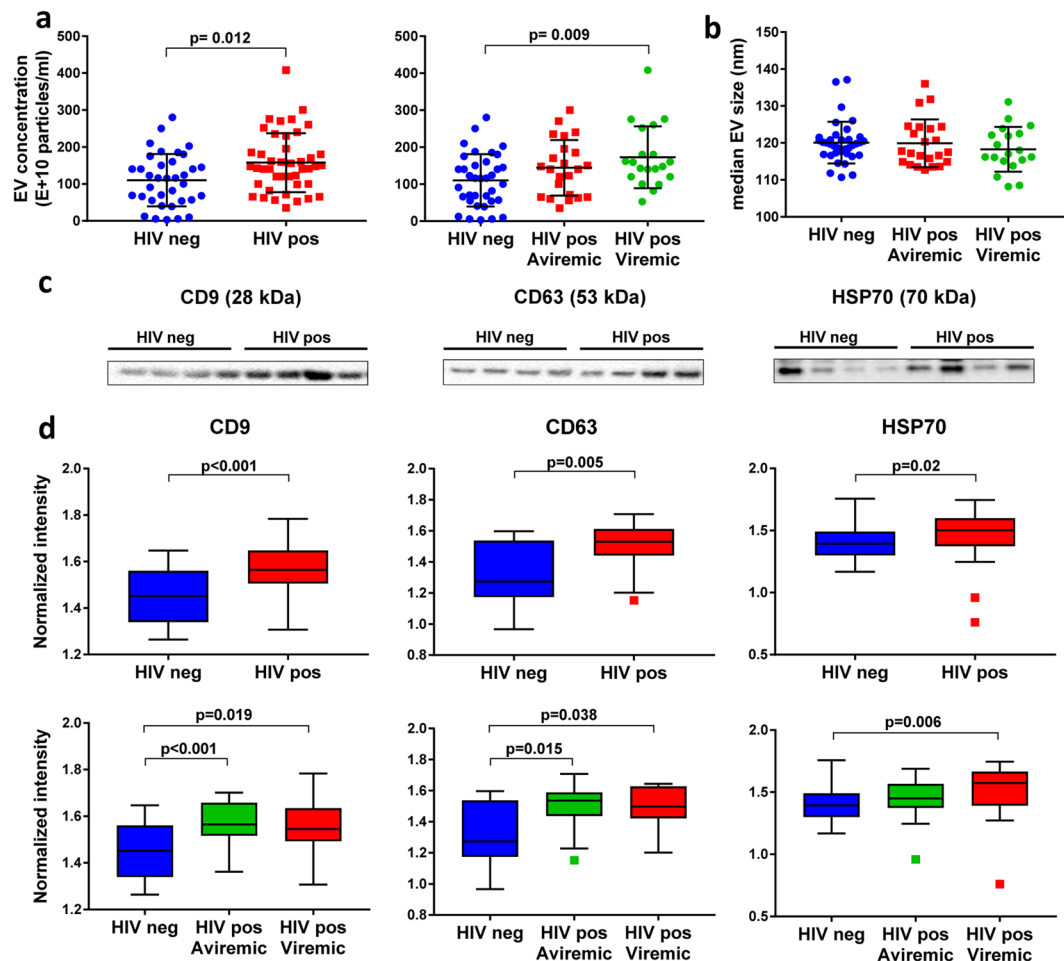 a
EV concentration
(E+10 particles/ml)
500
400
300
200
100
0
p= 0.012
HIV neg
HIV pos
500
400
300
200
100
0
p= 0.009
HIV neg
HIV pos
Aviremic
HIV pos
Viremic
b
median EV size (nm)
150
140
130
120
110
100
HIV neg
HIV pos
Aviremic
HIV pos
Viremic
c
CD9 (28 kDa)
HIV neg
HIV pos
CD63 (53 kDa)
HIV neg
HIV pos
HSP70 (70 kDa)
HIV neg
HIV pos
d
CD9
Normalized intensity
2.0
1.8
1.6
1.4
1.2
p<0.001
HIV neg
HIV pos
CD63
2.0
1.8
1.6
1.4
1.2
1.0
0.8
p=0.005
HIV neg
HIV pos
HSP70
2.0
1.5
1.0
0.5
p=0.02
HIV neg
HIV pos
Normalized intensity
2.0
1.8
1.6
1.4
1.2
p=0.019
p<0.001
HIV neg
HIV pos
Aviremic
HIV pos
Viremic
2.0
1.8
1.6
1.4
1.2
1.0
0.8
p=0.038
p=0.015
HIV neg
HIV pos
Aviremic
HIV pos
Viremic
2.0
1.5
1.0
0.5
p=0.006
HIV neg
HIV pos
Aviremic
HIV pos
Viremic